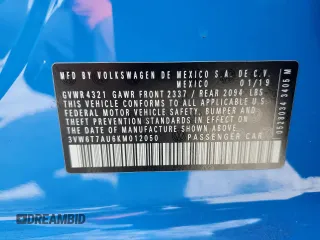 MFD BY VOLKSWAGEN DE MEXICO S.A. DE C.V.
MEXICO 01/19
GVWR 4321 GAWR FRONT 2337 / REAR 2094 LBS.
THIS VEHICLE CONFORMS TO ALL APPLICABLE U.S.
FEDERAL MOTOR VEHICLE SAFETY, BUMPER AND
THEFT PREVENTION STANDARDS IN EFFECT ON THE
DATE OF MANUFACTURE SHOWN ABOVE.
3VW6T7AU6KM012050 PASSENGER CAR
0539034 3405 M
DREAMBID